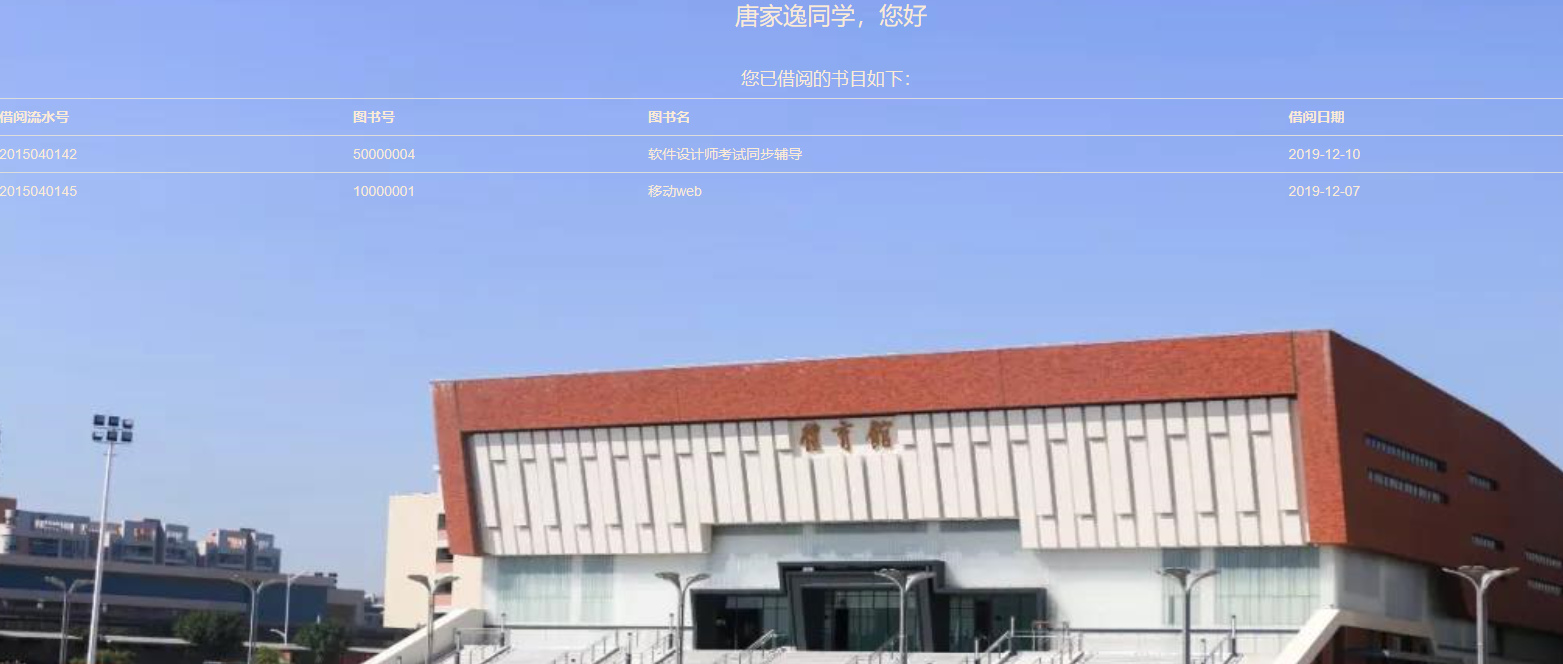 唐家逸同学，您好
您已借阅的书目如下：
借阅流水号 图书号 图书名 借阅日期
2015040142 50000004 软件设计师考试同步辅导 2019-12-10
2015040145 10000001 移动web 2019-12-07
體育館